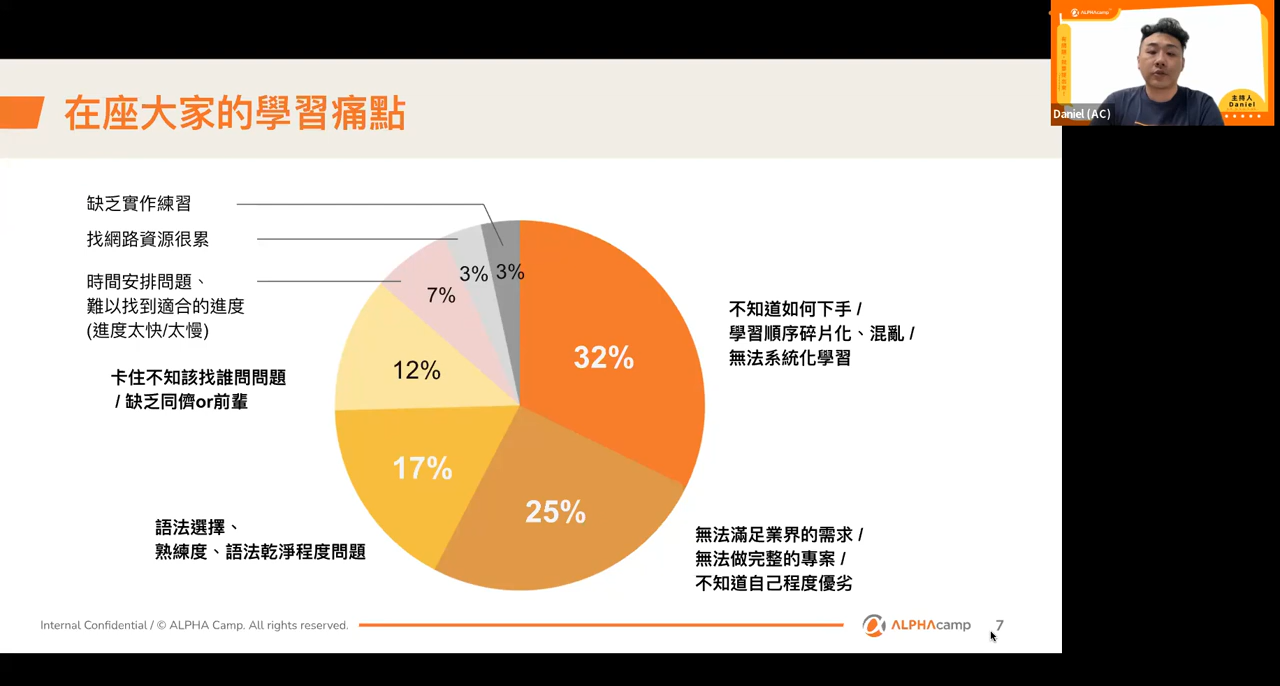 在座大家的學習痛點
ALPHAcamp
主持人
Daniel
Daniel (AC)
缺乏實作練習
找網路資源很累
時間安排問題、
難以找到適合的進度
(進度太快/太慢)
卡住不知該找誰問問題
/ 缺乏同儕or前輩
語法選擇、
熟練度、語法乾淨程度問題
3%
3%
7%
12%
32%
17%
25%
不知道如何下手 /
學習順序碎片化、混亂 /
無法系統化學習
無法滿足業界的需求 /
無法做完整的專案 /
不知道自己程度優劣
Internal Confidential / © ALPHA Camp. All rights reserved.
ALPHAcamp
7